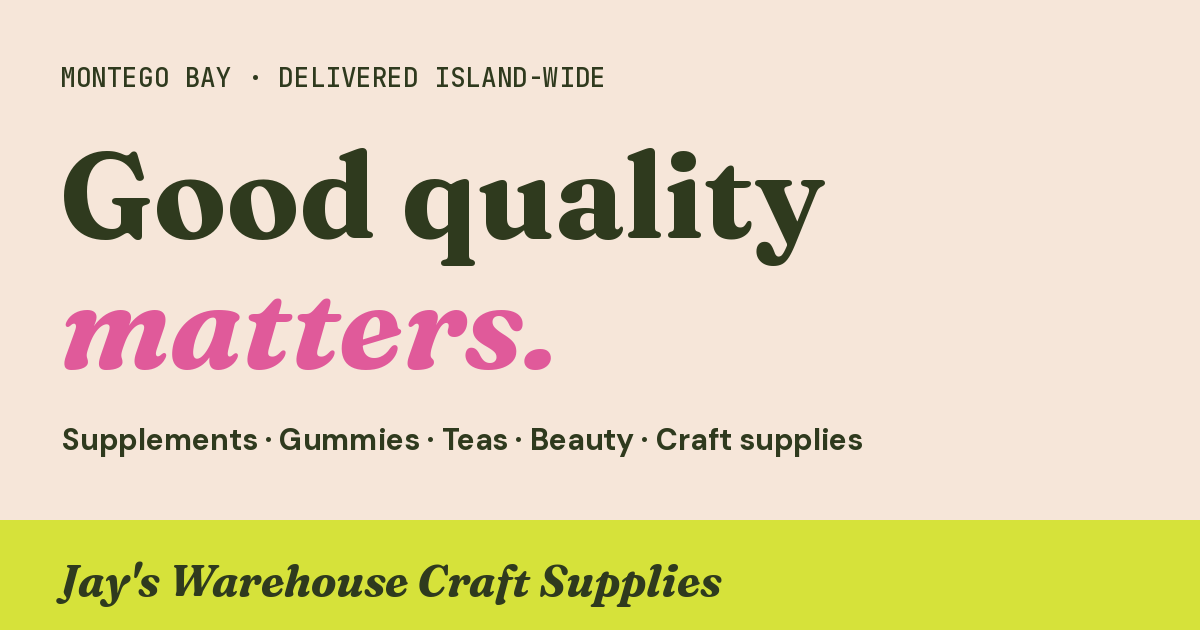 MONTEGO BAY · DELIVERED ISLAND-WIDE
Good quality
matters.
Supplements · Gummies · Teas · Beauty · Craft supplies
Jay's Warehouse Craft Supplies